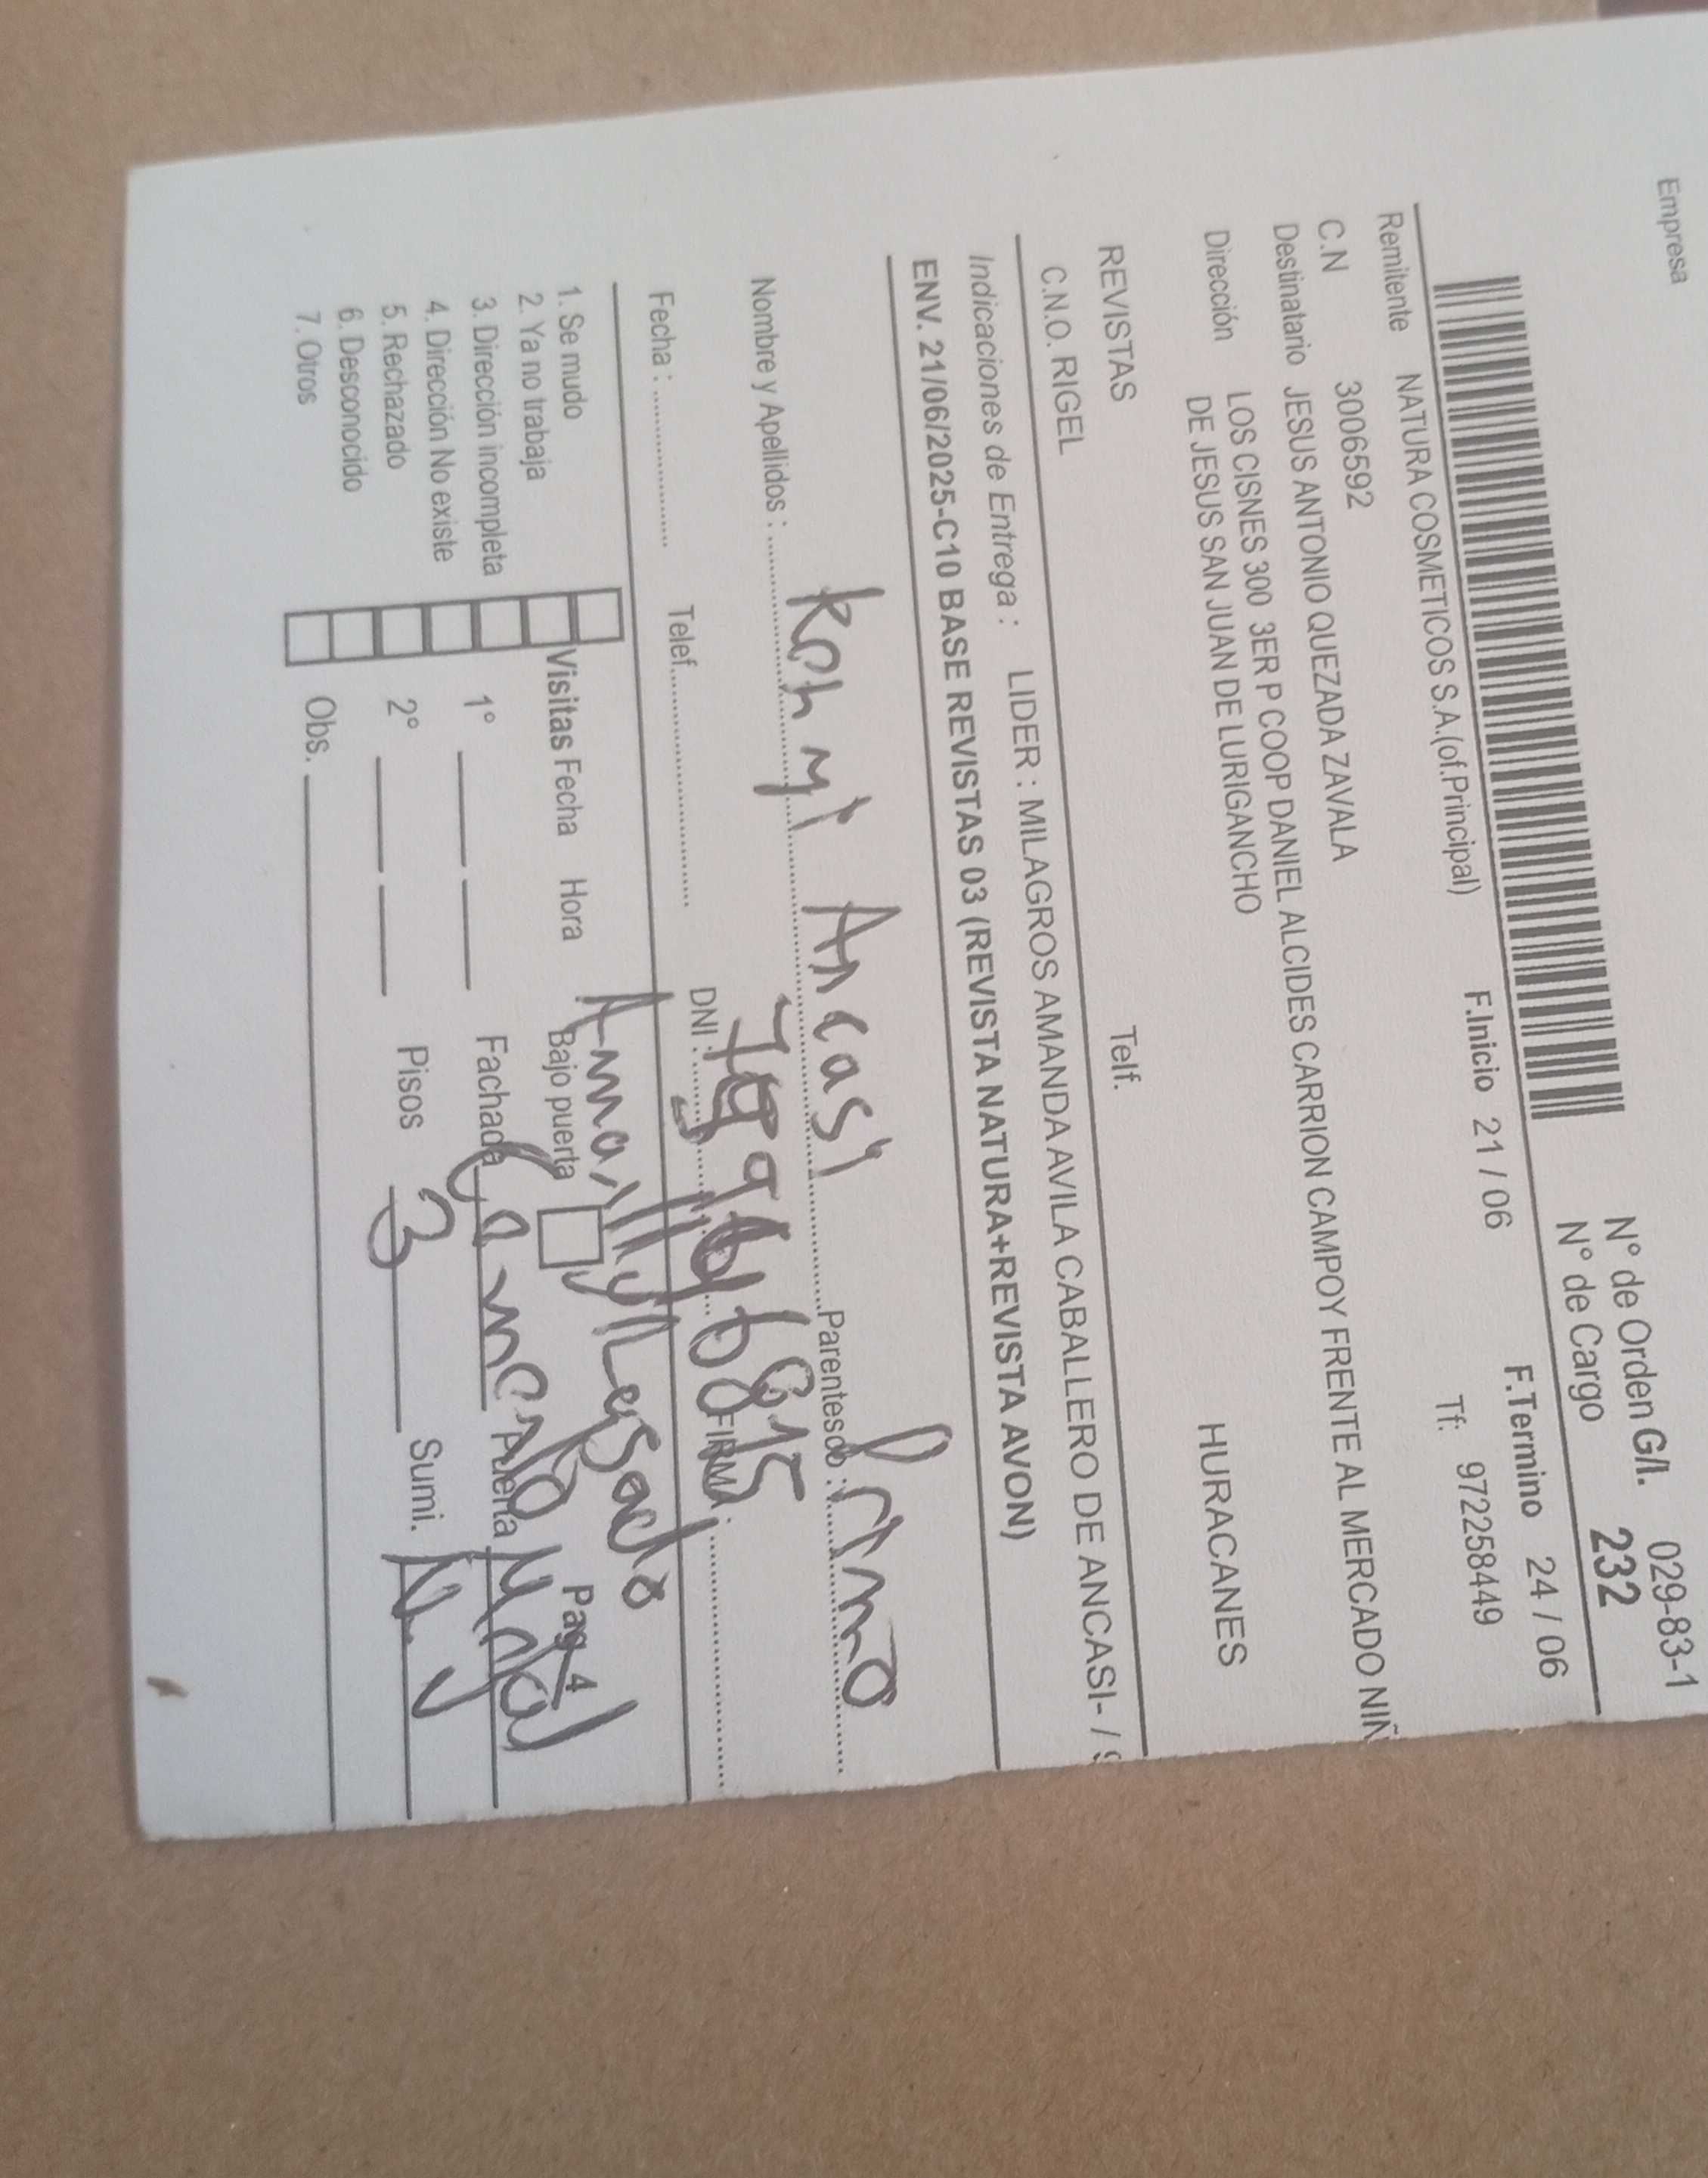 Empresa
N° de Orden G/I. 029-83-1
N° de Cargo 232
F.Inicio 21 / 06 F.Termino 24 / 06
Remitente NATURA COSMETICOS S.A.(of.Principal) Tf: 972258449
C.N 3006592
Destinatario JESUS ANTONIO QUEZADA ZAVALA
Dirección LOS CISNES 300 3ER P COOP DANIEL ALCIDES CARRION CAMPOY FRENTE AL MERCADO NIÑ
DE JESUS SAN JUAN DE LURIGANCHO HURACANES
REVISTAS Telf.
C.N.O. RIGEL
Indicaciones de Entrega : LIDER : MILAGROS AMANDA AVILA CABALLERO DE ANCASI- / 9
ENV. 21/06/2025-C10 BASE REVISTAS 03 (REVISTA NATURA+REVISTA AVON)
Nombre y Apellidos : Ancasi Parentesco : Primo
Fecha : Telef. DNI : FIRMA :
1. Se mudo
2. Ya no trabaja Visitas Fecha Hora Bajo puerta Pag 4
3. Dirección incompleta 1° Fachada Puerta
4. Dirección No existe
5. Rechazado 2° Pisos 3 Sumi.
6. Desconocido
7. Otros Obs.